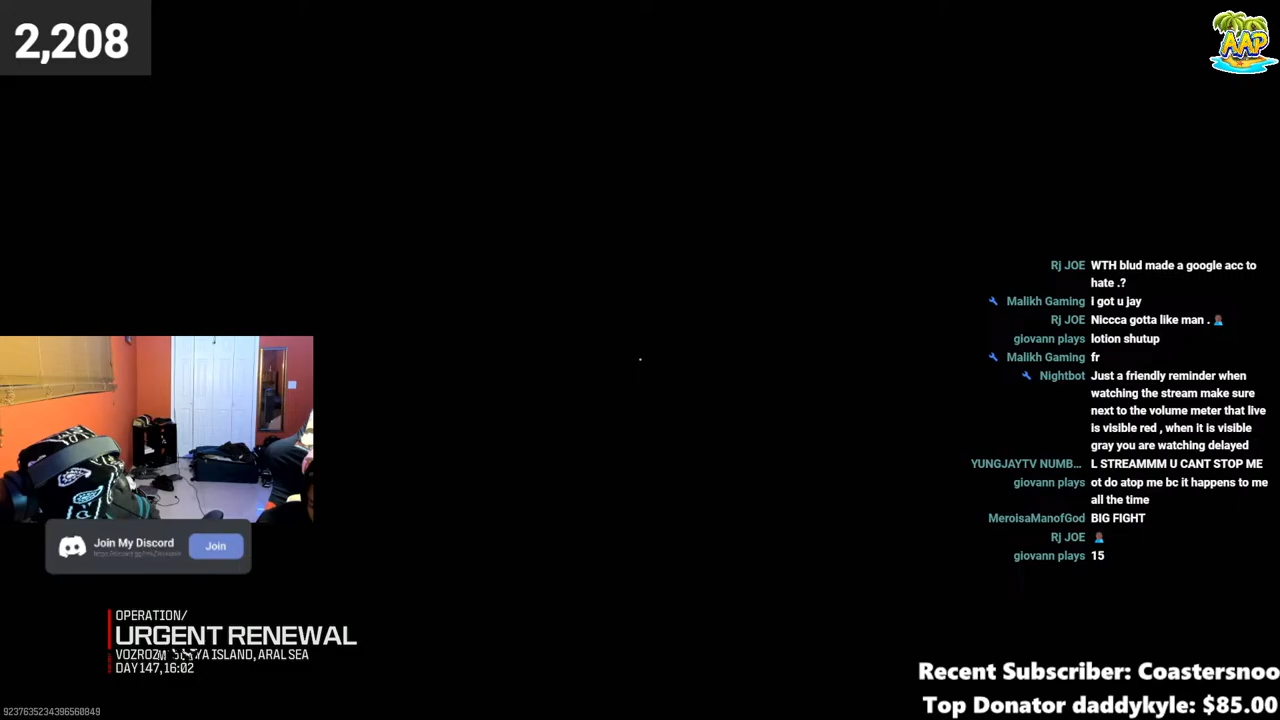 2,208
AAP
Rj JOE WTH blud made a google acc to
hate .?
Malikh Gaming i got u jay
Rj JOE Niccca gotta like man .
giovann plays lotion shutup
Malikh Gaming fr
Nightbot Just a friendly reminder when
watching the stream make sure
next to the volume meter that live
is visible red , when it is visible
gray you are watching delayed
YUNGJAYTV NUMB... L STREAMMM U CANT STOP ME
giovann plays ot do atop me bc it happens to me
all the time
MeroisaManofGod BIG FIGHT
Rj JOE
giovann plays 15
Join My Discord
Join
OPERATION/
URGENT RENEWAL
ISLAND, ARAL SEA
DAY 147, 16:02
Recent Subscriber: Coastersnoo
Top Donator daddykyle: $85.00
9237635234396560849